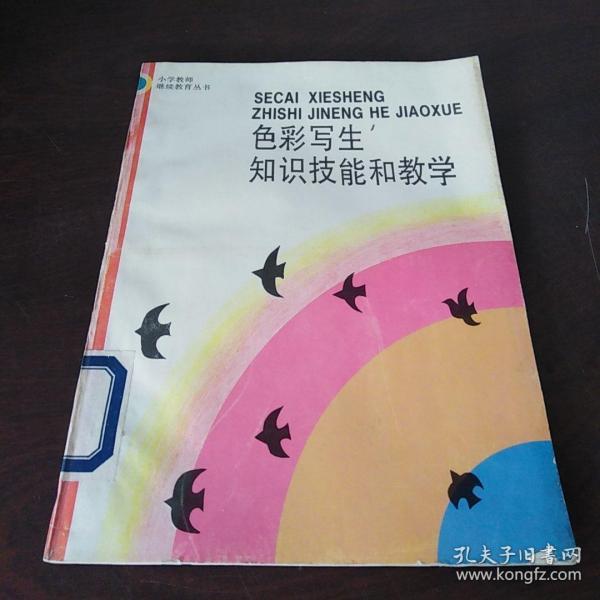 小学教师
继续教育丛书
SECAI XIESHENG
ZHISHI JINENG HE JIAOXUE
色彩写生
知识技能和教学
孔夫子旧書网
www.kongfz.com